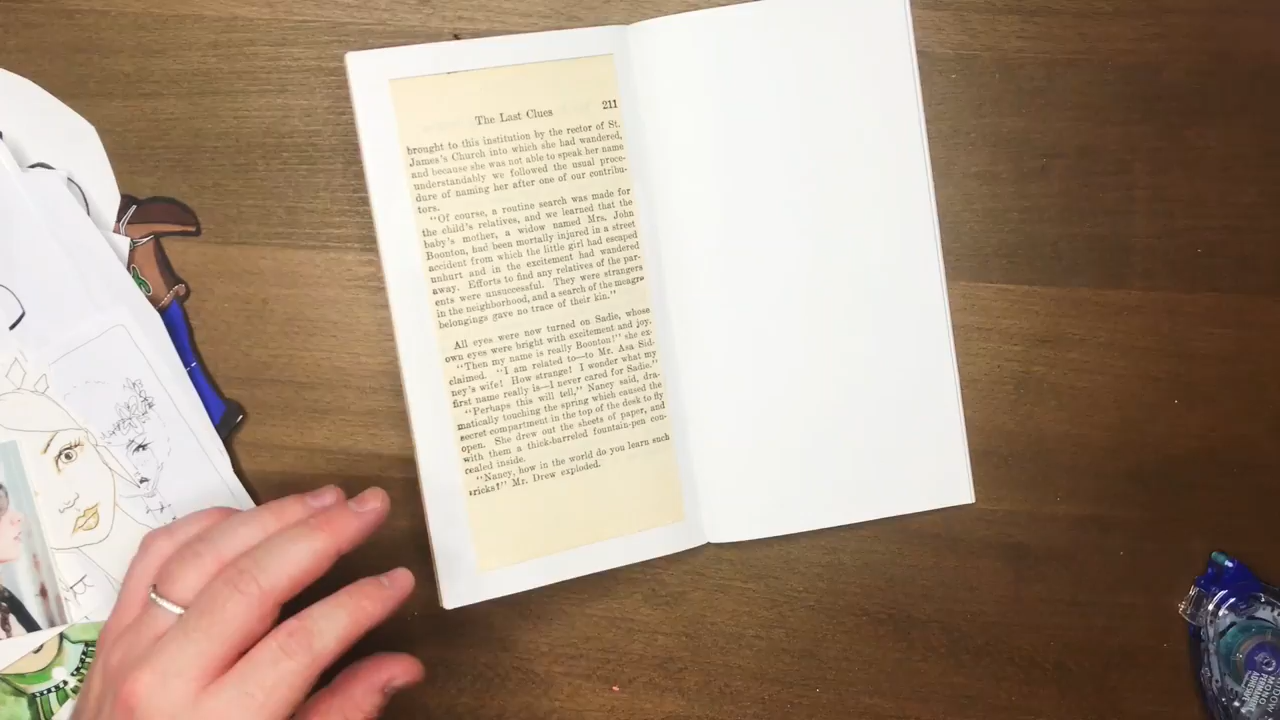 The Last Clues 211
brought to this institution by the rector of St.
James's Church into which she had wandered,
and because she was not able to speak her name
understandably we followed the usual proce-
dure of naming her after one of our contribu-
tors.
"Of course, a routine search was made for
the child's relatives, and we learned that the
baby's mother, a widow named Mrs. John
Boonton, had been mortally injured in a street
accident from which the little girl had escaped
unhurt and in the excitement had wandered
away. Efforts to find any relatives of the par-
ents were unsuccessful. They were strangers
in the neighborhood, and a search of the meagre
belongings gave no trace of their kin."
All eyes were now turned on Sadie, whose
own eyes were bright with excitement and joy.
"Then my name is really Boonton!" she ex-
claimed. "I am related to—to Mr. Asa Sid-
ney's wife! How strange! I wonder what my
first name really is—I never cared for Sadie."
"Perhaps this will tell," Nancy said, dra-
matically touching the spring which caused the
secret compartment in the top of the desk to fly
open. She drew out the sheets of paper, and
with them a thick-barreled fountain-pen con-
cealed inside.
"Nancy, how in the world do you learn such
tricks?" Mr. Drew exploded.
MONO
PERMANENT
ADHESIVE